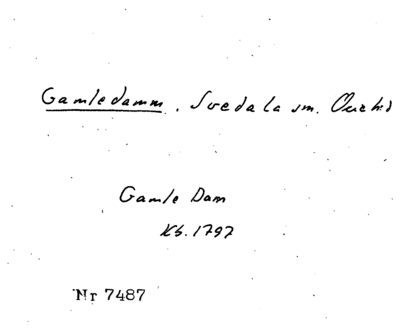 Gamledamm, Svedala sn. Oxie hd
Gamle Dam
Kb. 1797
Nr 7487